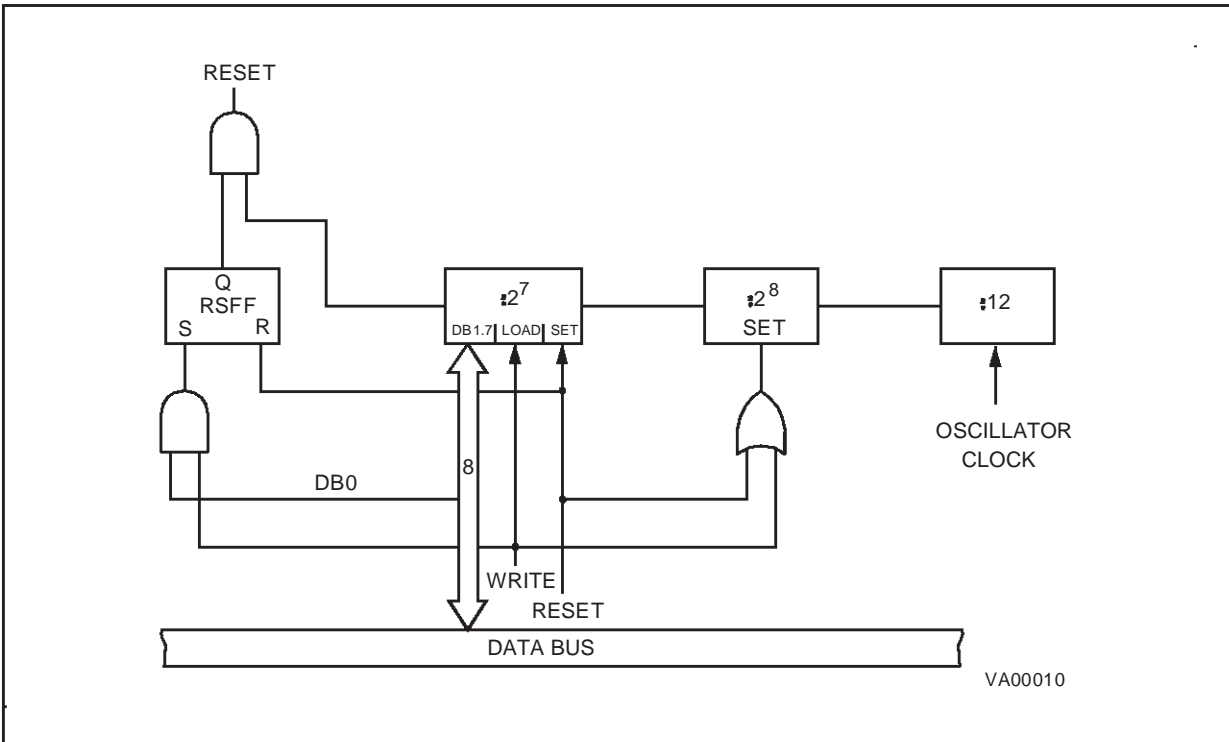 RESET
Q
RSFF
S R
:2⁷
DB1.7 LOAD SET
:2⁸
SET
:12
OSCILLATOR
CLOCK
8
DB0
WRITE
RESET
DATA BUS
VA00010